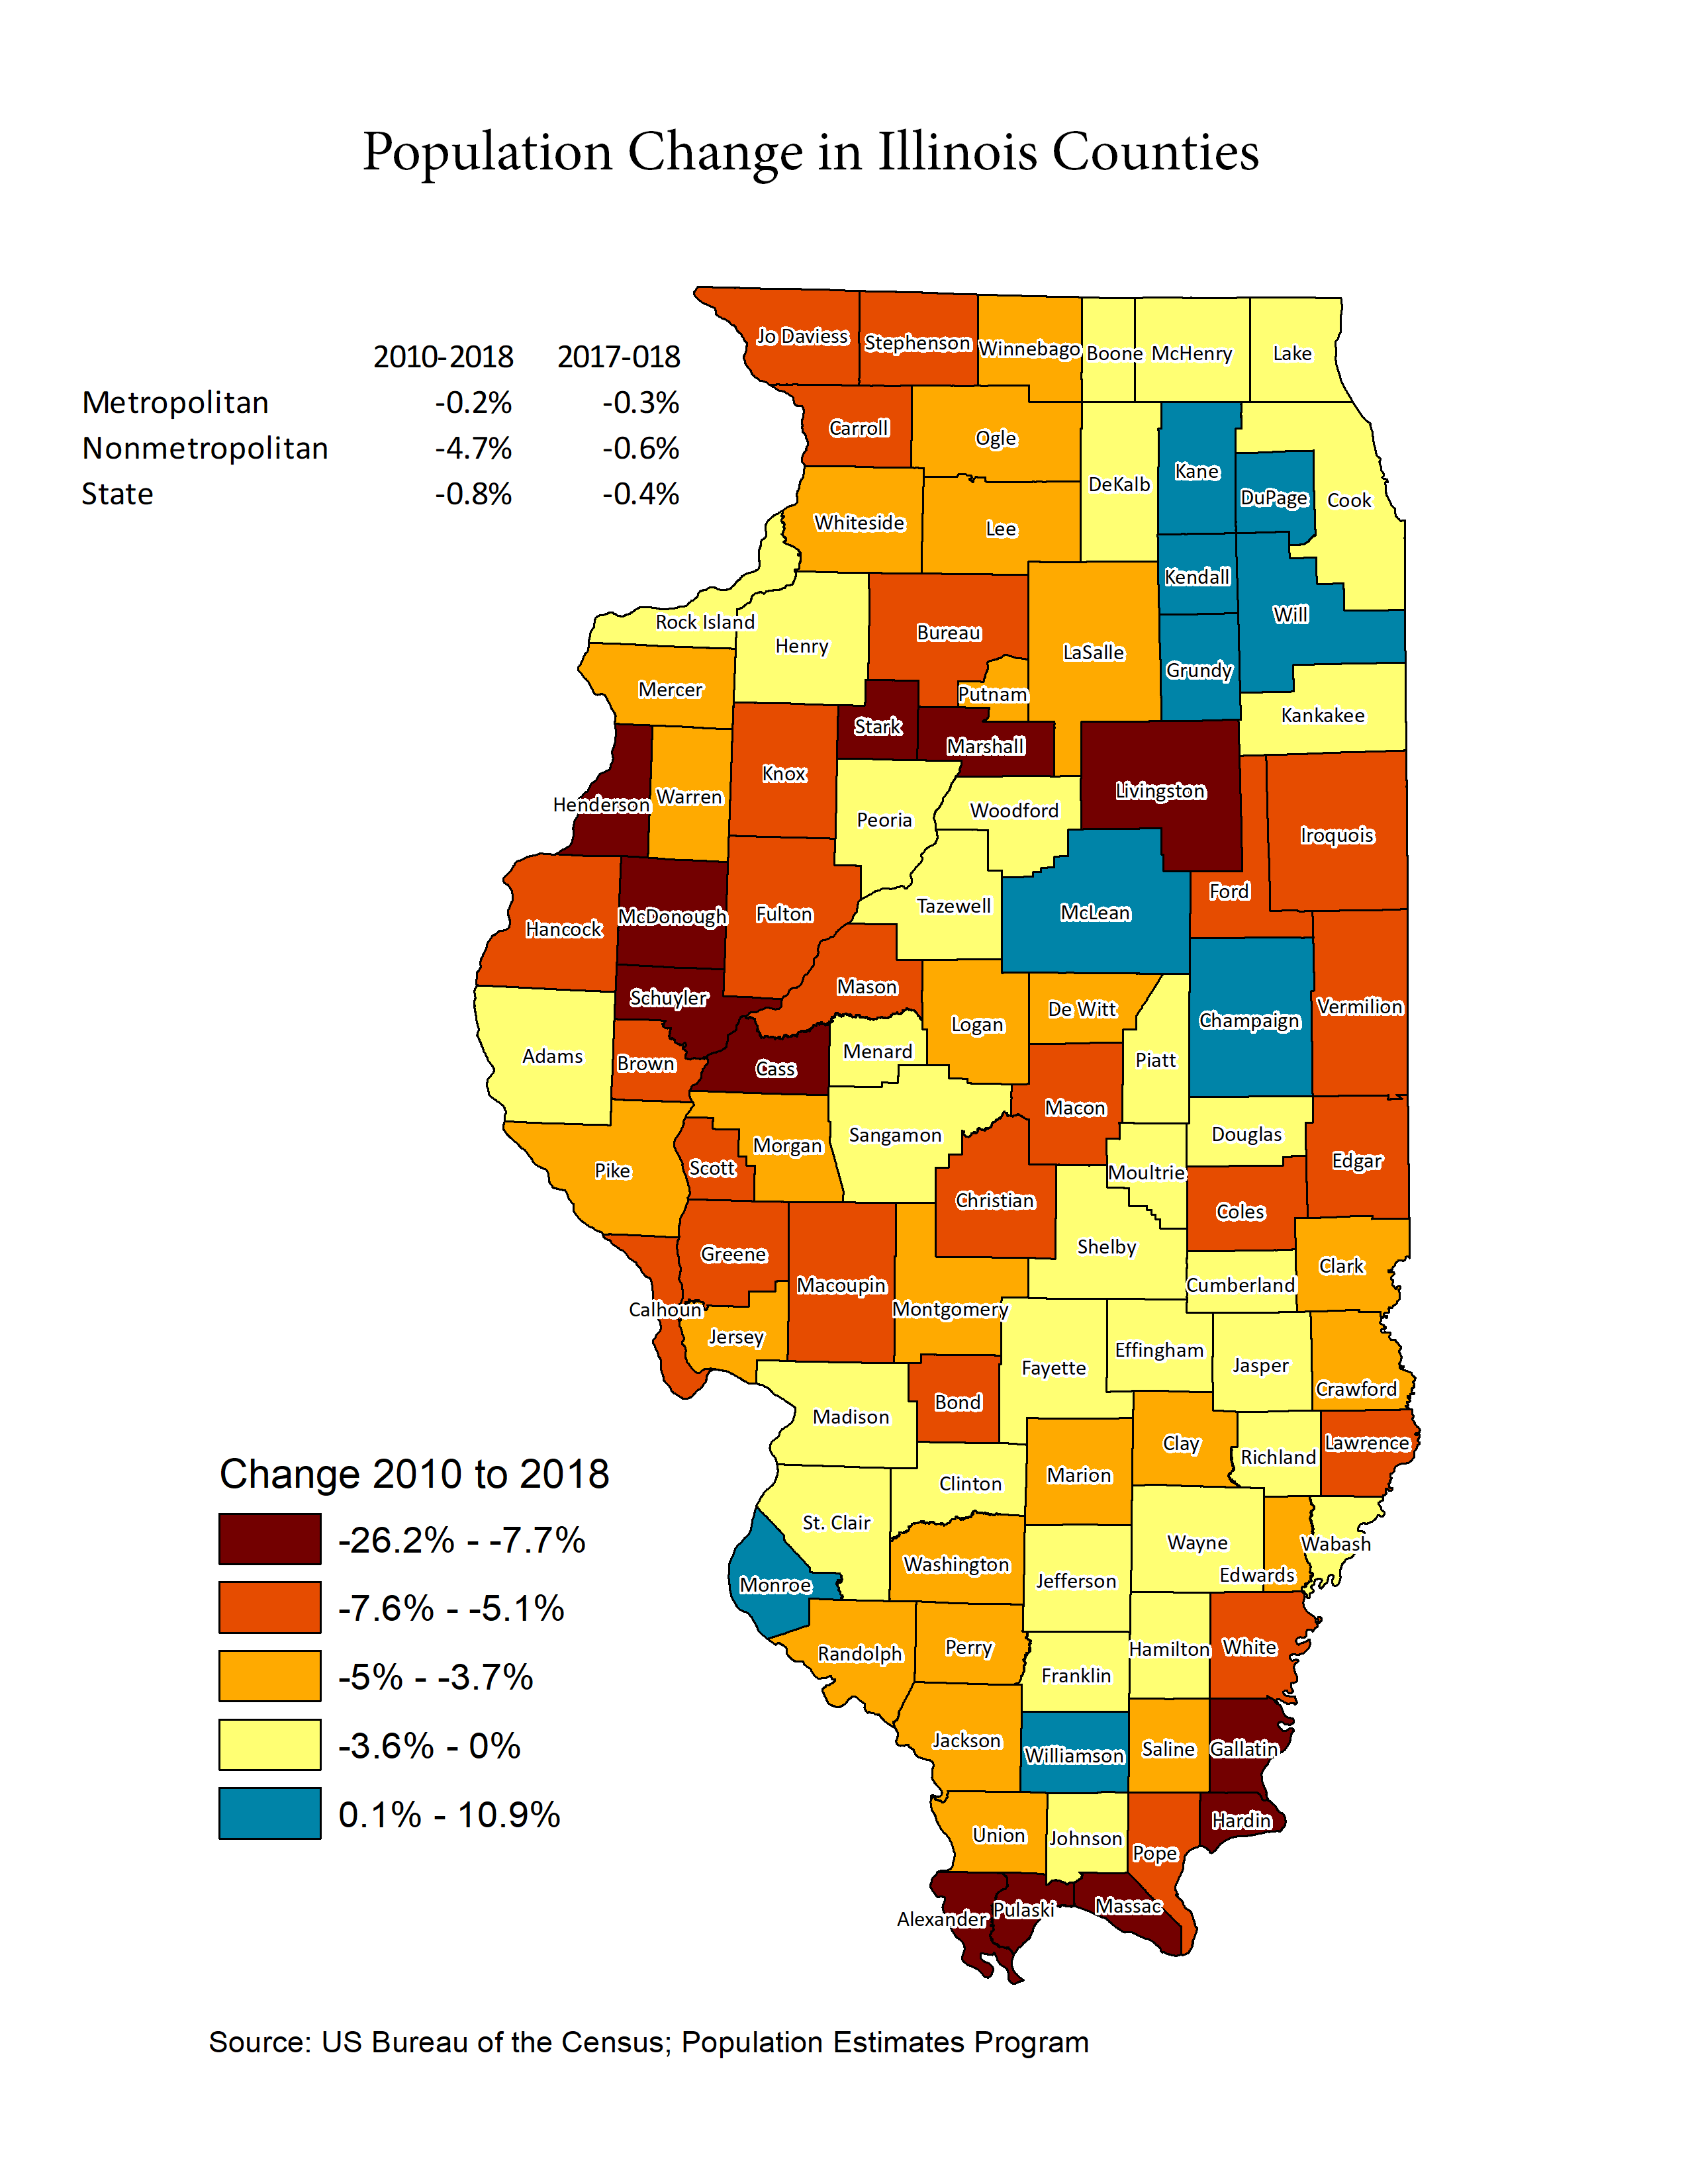 Population Change in Illinois Counties
2010-2018 2017-018
Metropolitan -0.2% -0.3%
Nonmetropolitan -4.7% -0.6%
State -0.8% -0.4%
Jo Daviess Stephenson Winnebago Boone McHenry Lake
Carroll Ogle
Kane
DeKalb DuPage Cook
Whiteside Lee
Kendall
Rock Island Will
Henry Bureau LaSalle
Grundy
Mercer Putnam
Kankakee
Stark
Marshall
Knox
Henderson Warren Livingston
Peoria Woodford
Iroquois
Ford
Tazewell McLean
Hancock McDonough Fulton
Mason
Schuyler De Witt Vermilion
Logan Champaign
Adams Brown Menard Piatt
Cass
Macon
Sangamon Douglas
Morgan
Pike Scott Moultrie Edgar
Christian Coles
Greene Shelby
Macoupin Cumberland Clark
Calhoun Montgomery
Jersey
Effingham
Fayette Jasper
Crawford
Bond
Madison
Clay Lawrence
Richland
Marion
Clinton
St. Clair
Wayne Wabash
Washington
Monroe Jefferson Edwards
Randolph Perry Hamilton White
Franklin
Jackson Williamson Saline Gallatin
Hardin
Union Johnson
Pope
Alexander Pulaski Massac
Change 2010 to 2018
-26.2% - -7.7%
-7.6% - -5.1%
-5% - -3.7%
-3.6% - 0%
0.1% - 10.9%
Source: US Bureau of the Census; Population Estimates Program